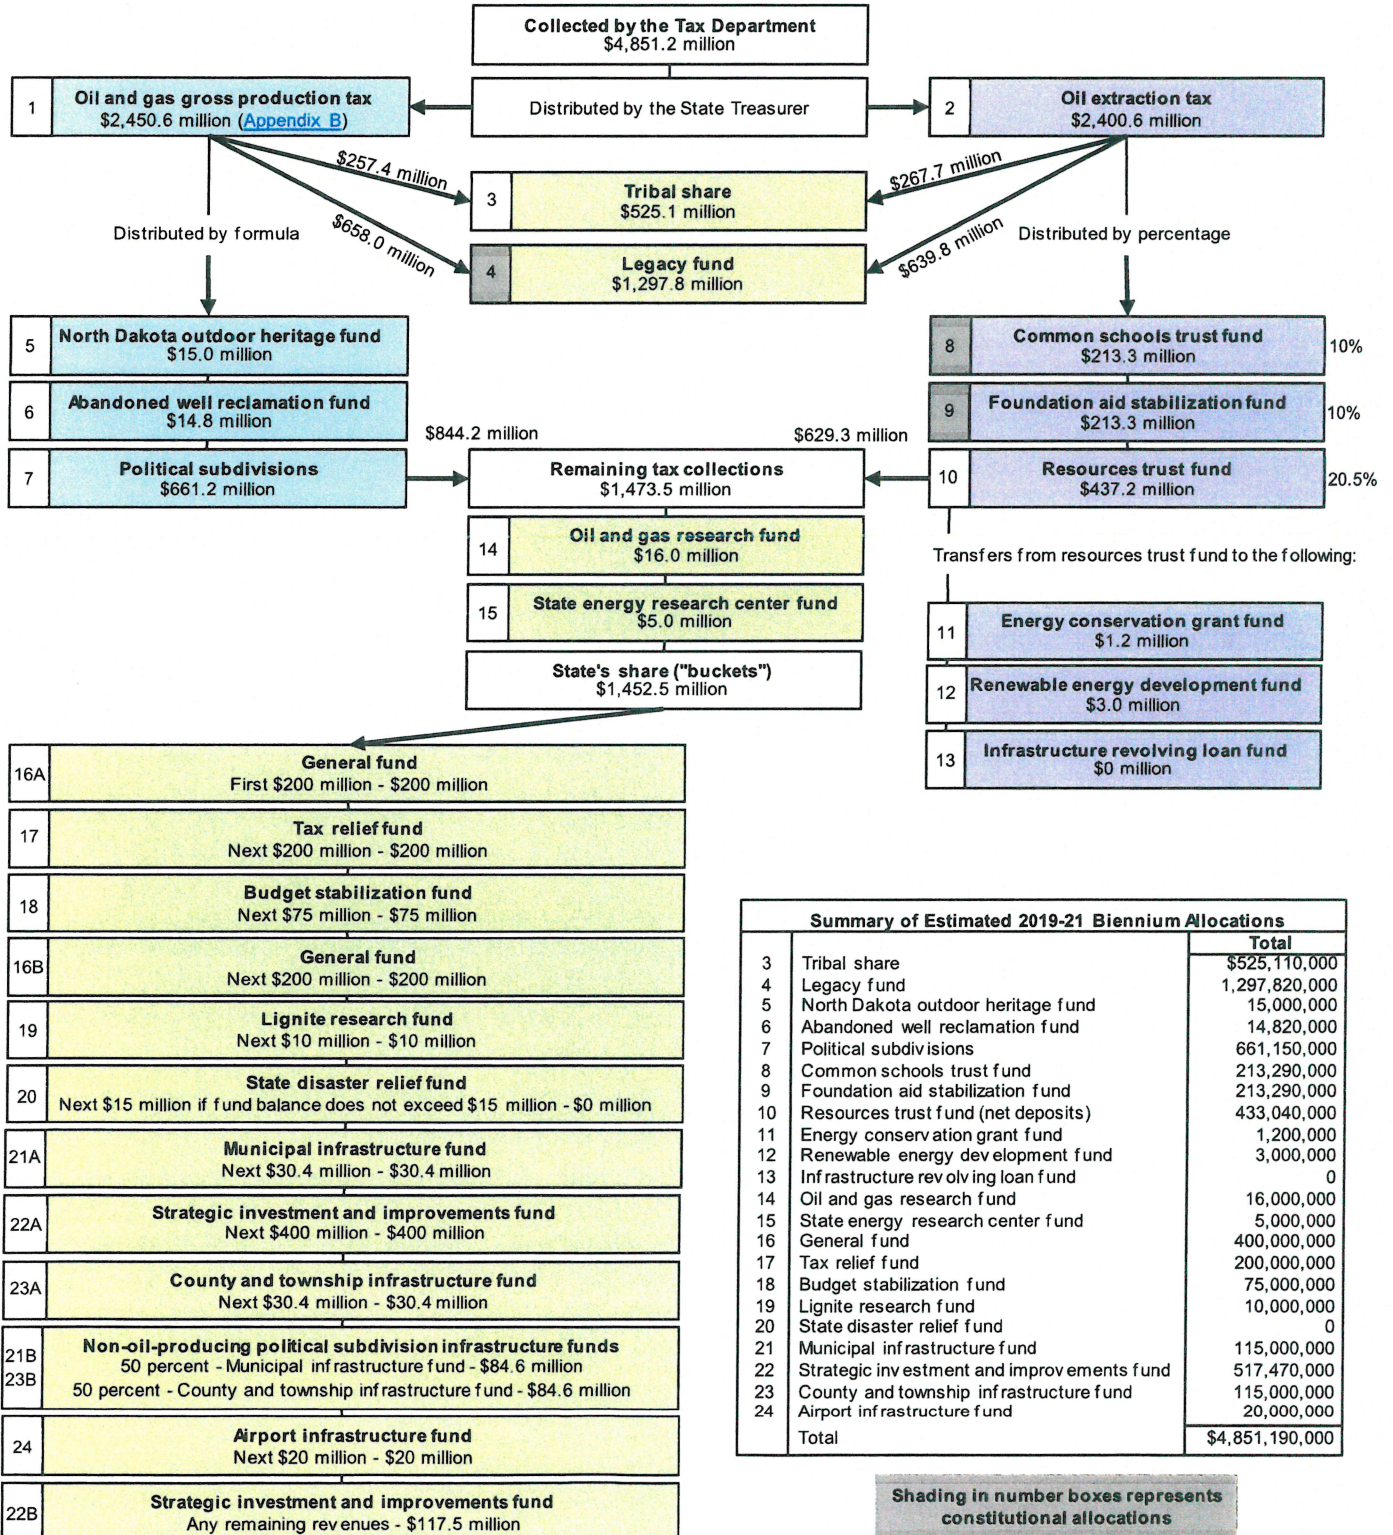 Collected by the Tax Department
$4,851.2 million
1
Oil and gas gross production tax
$2,450.6 million (Appendix B)
Distributed by the State Treasurer
2
Oil extraction tax
$2,400.6 million
$257.4 million
$267.7 million
3
Tribal share
$525.1 million
Distributed by formula
$658.0 million
$639.8 million
Distributed by percentage
4
Legacy fund
$1,297.8 million
5
North Dakota outdoor heritage fund
$15.0 million
8
Common schools trust fund
$213.3 million
10%
6
Abandoned well reclamation fund
$14.8 million
9
Foundation aid stabilization fund
$213.3 million
10%
$844.2 million
$629.3 million
7
Political subdivisions
$661.2 million
Remaining tax collections
$1,473.5 million
10
Resources trust fund
$437.2 million
20.5%
14
Oil and gas research fund
$16.0 million
Transfers from resources trust fund to the following:
15
State energy research center fund
$5.0 million
11
Energy conservation grant fund
$1.2 million
State's share ("buckets")
$1,452.5 million
12
Renewable energy development fund
$3.0 million
13
Infrastructure revolving loan fund
$0 million
16A
General fund
First $200 million - $200 million
17
Tax relief fund
Next $200 million - $200 million
18
Budget stabilization fund
Next $75 million - $75 million
16B
General fund
Next $200 million - $200 million
19
Lignite research fund
Next $10 million - $10 million
20
State disaster relief fund
Next $15 million if fund balance does not exceed $15 million - $0 million
21A
Municipal infrastructure fund
Next $30.4 million - $30.4 million
22A
Strategic investment and improvements fund
Next $400 million - $400 million
23A
County and township infrastructure fund
Next $30.4 million - $30.4 million
21B
23B
Non-oil-producing political subdivision infrastructure funds
50 percent - Municipal infrastructure fund - $84.6 million
50 percent - County and township infrastructure fund - $84.6 million
24
Airport infrastructure fund
Next $20 million - $20 million
22B
Strategic investment and improvements fund
Any remaining revenues - $117.5 million
Summary of Estimated 2019-21 Biennium Allocations
Total
3 Tribal share $525,110,000
4 Legacy fund 1,297,820,000
5 North Dakota outdoor heritage fund 15,000,000
6 Abandoned well reclamation fund 14,820,000
7 Political subdivisions 661,150,000
8 Common schools trust fund 213,290,000
9 Foundation aid stabilization fund 213,290,000
10 Resources trust fund (net deposits) 433,040,000
11 Energy conservation grant fund 1,200,000
12 Renewable energy development fund 3,000,000
13 Infrastructure revolving loan fund 0
14 Oil and gas research fund 16,000,000
15 State energy research center fund 5,000,000
16 General fund 400,000,000
17 Tax relief fund 200,000,000
18 Budget stabilization fund 75,000,000
19 Lignite research fund 10,000,000
20 State disaster relief fund 0
21 Municipal infrastructure fund 115,000,000
22 Strategic investment and improvements fund 517,470,000
23 County and township infrastructure fund 115,000,000
24 Airport infrastructure fund 20,000,000
Total $4,851,190,000
Shading in number boxes represents
constitutional allocations